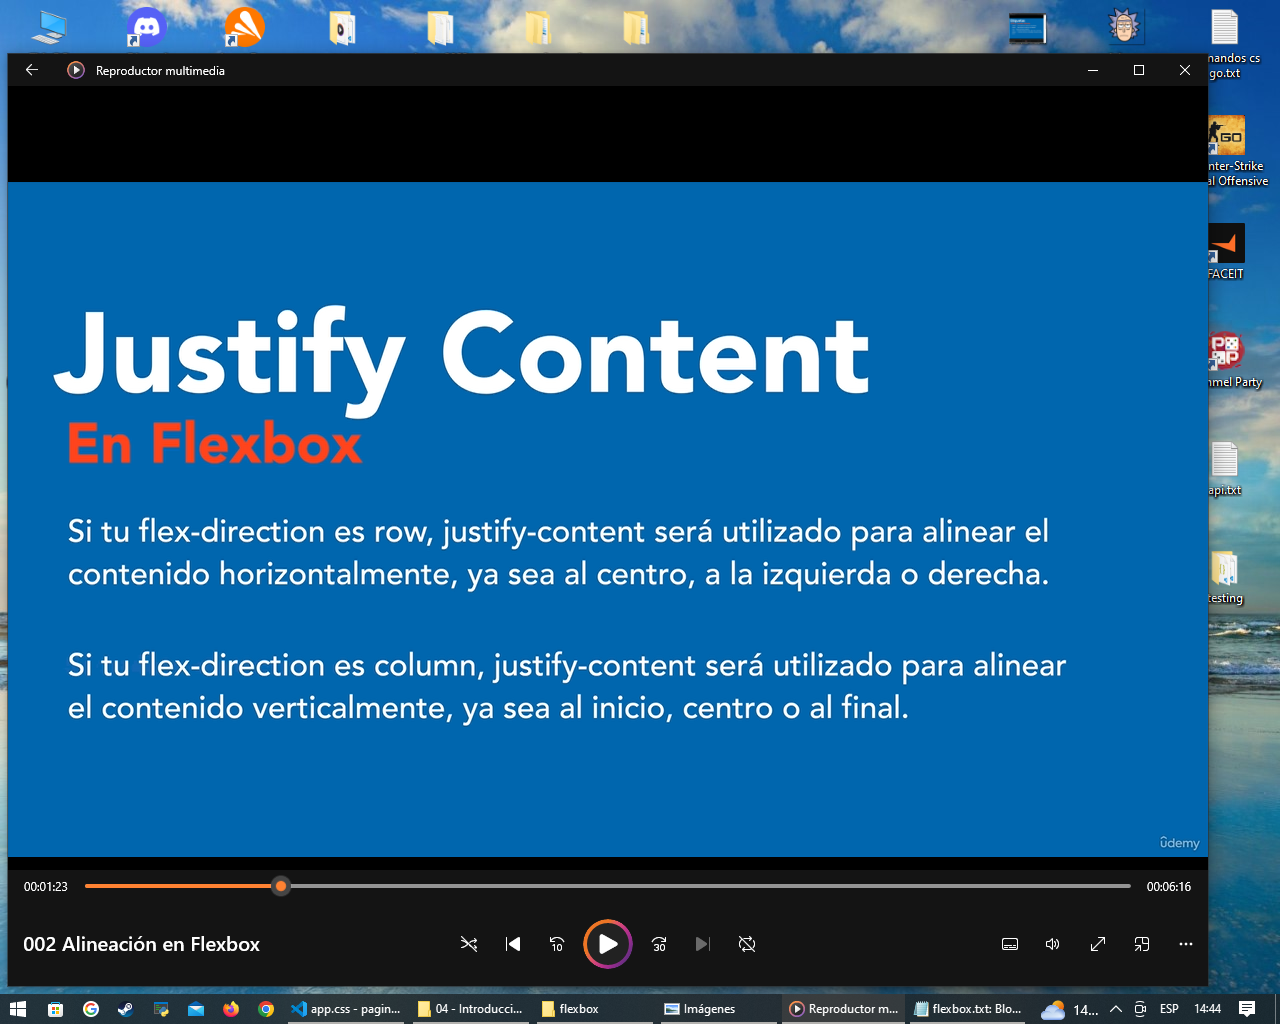 Reproductor multimedia
Justify Content
En Flexbox
Si tu flex-direction es row, justify-content será utilizado para alinear el
contenido horizontalmente, ya sea al centro, a la izquierda o derecha.
Si tu flex-direction es column, justify-content será utilizado para alinear
el contenido verticalmente, ya sea al inicio, centro o al final.
ûdemy
00:01:23
00:06:16
002 Alineación en Flexbox
10
30
mandos cs
go.txt
GO
nter-Strike
al Offensive
FACEIT
mmel Party
api.txt
testing
app.css - pagin...
04 - Introducci...
flexbox
Imágenes
Reproductor m...
flexbox.txt: Blo...
14...
ESP
14:44